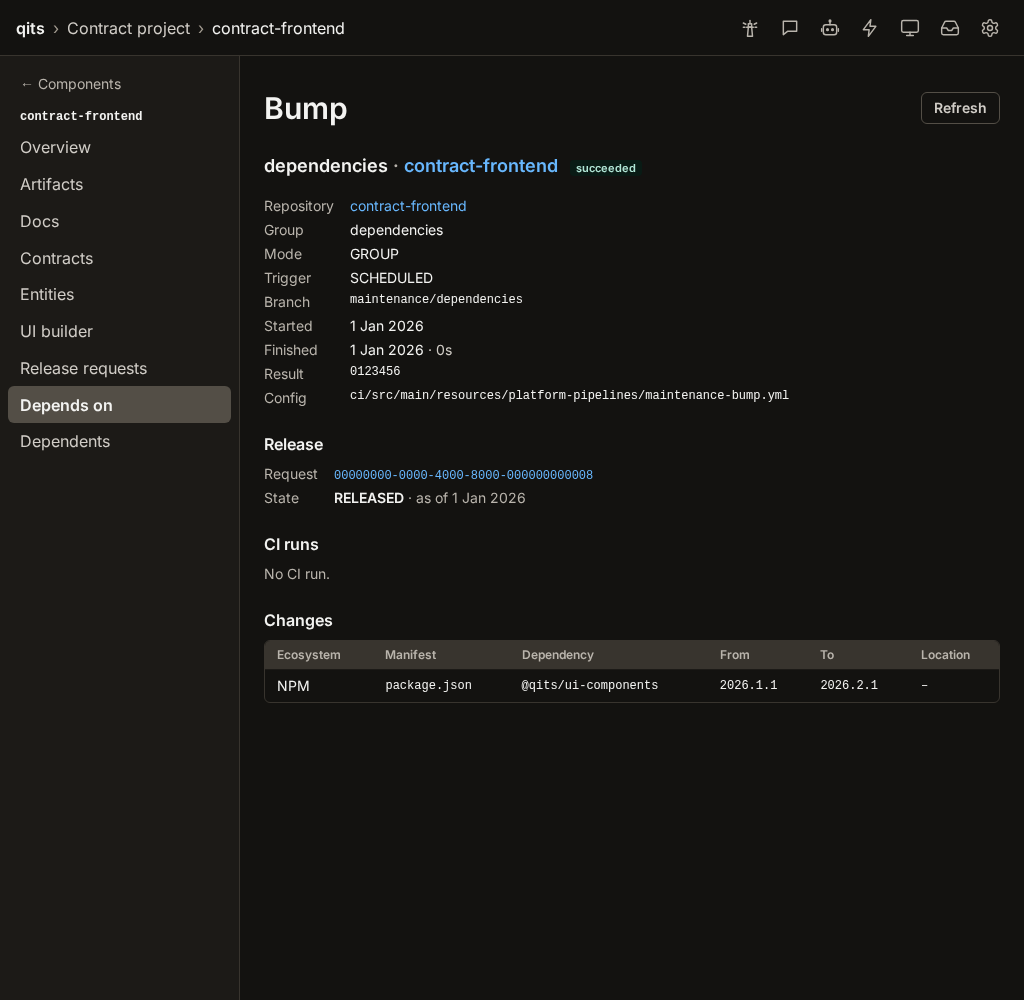 qits › Contract project › contract-frontend
← Components
contract-frontend
Overview
Artifacts
Docs
Contracts
Entities
UI builder
Release requests
Depends on
Dependents
Bump
Refresh
dependencies · contract-frontend succeeded
Repository contract-frontend
Group dependencies
Mode GROUP
Trigger SCHEDULED
Branch maintenance/dependencies
Started 1 Jan 2026
Finished 1 Jan 2026 · 0s
Result 0123456
Config ci/src/main/resources/platform-pipelines/maintenance-bump.yml
Release
Request 00000000-0000-4000-8000-000000000008
State RELEASED · as of 1 Jan 2026
CI runs
No CI run.
Changes
Ecosystem Manifest Dependency From To Location
NPM package.json @qits/ui-components 2026.1.1 2026.2.1 –